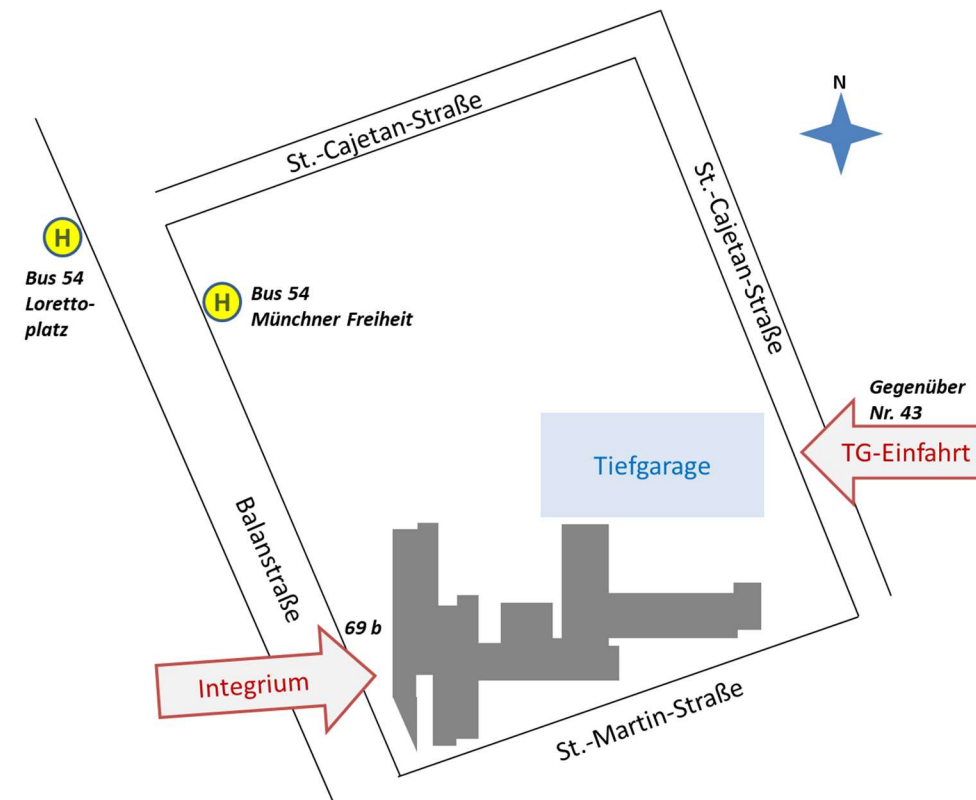 St.-Cajetan-Straße
N
St.-Cajetan-Straße
H
Bus 54
Loretto-
platz
H
Bus 54
Münchner Freiheit
Gegenüber
Nr. 43
TG-Einfahrt
Tiefgarage
Balanstraße
69 b
Integrium
St.-Martin-Straße